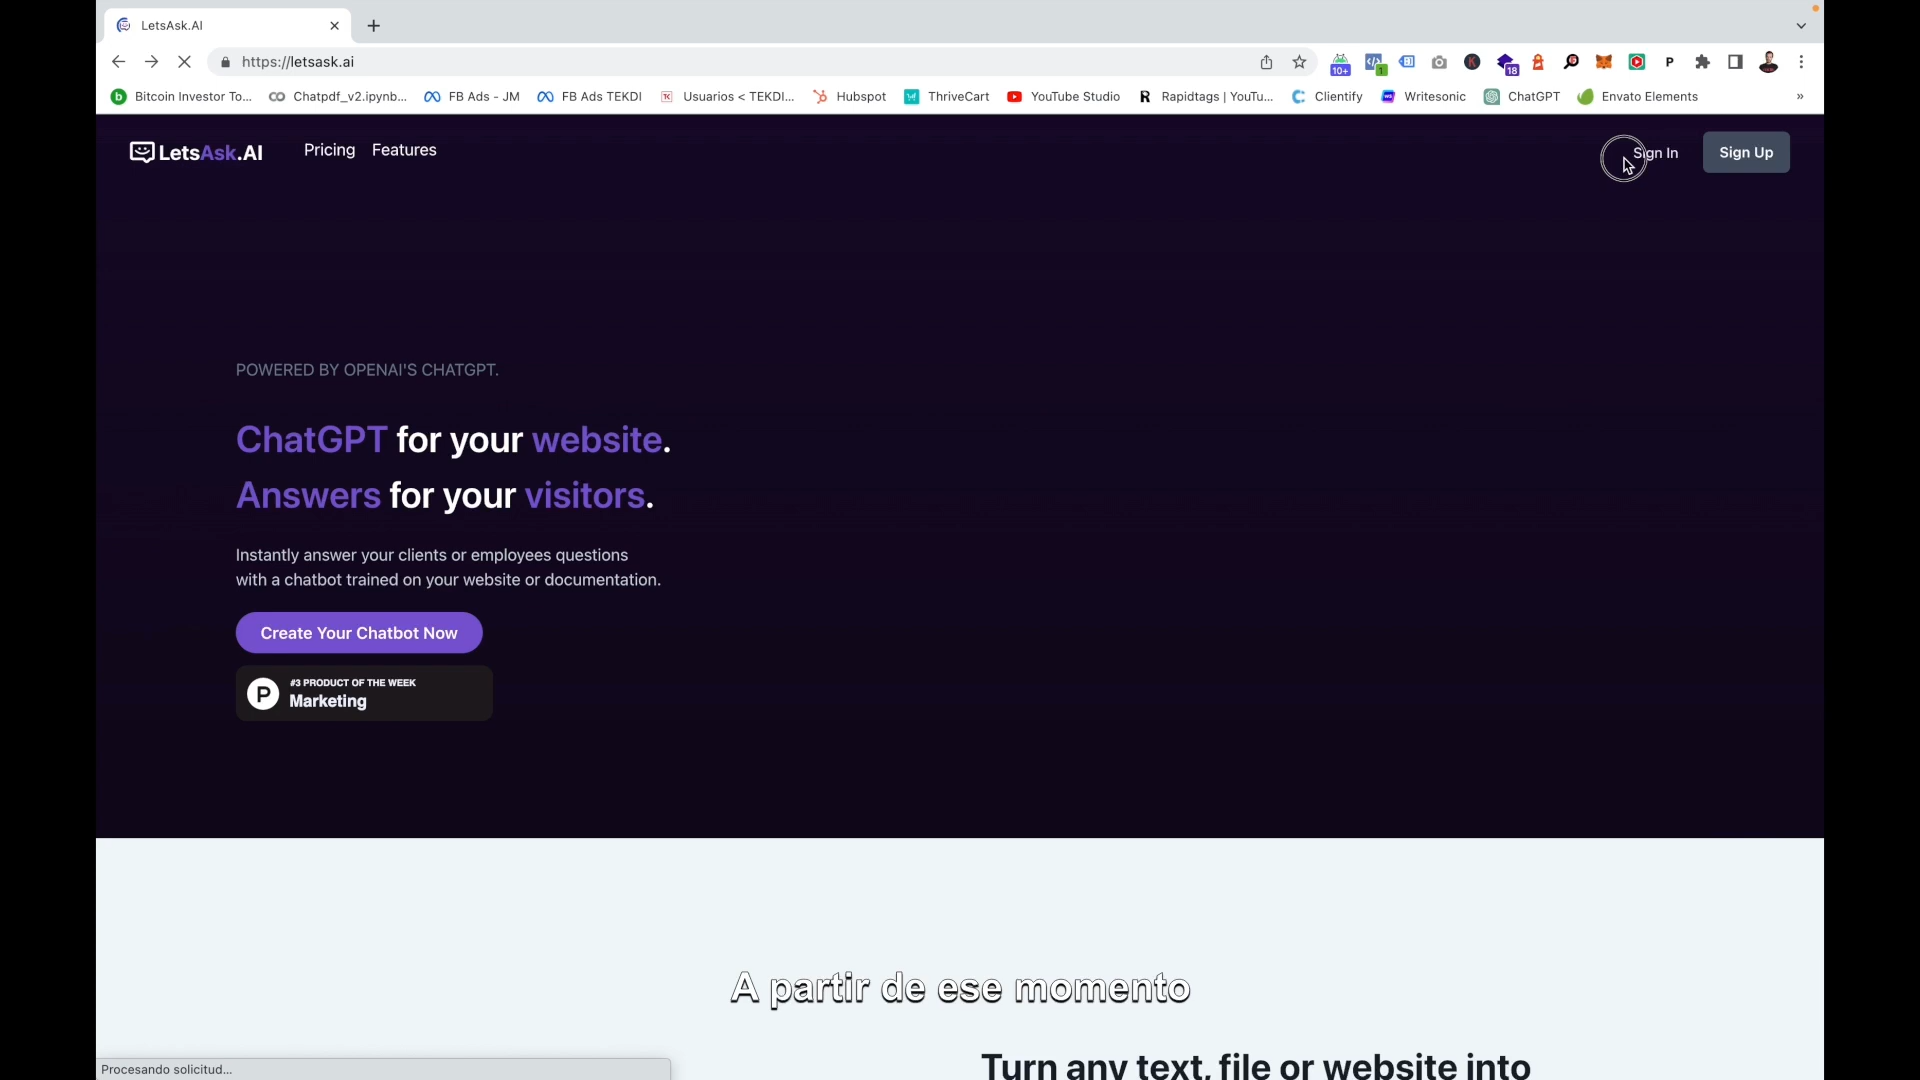 LetsAsk.AI
https://letsask.ai
10+
1
18
P
b Bitcoin Investor To... Chatpdf_v2.ipynb... FB Ads - JM FB Ads TEKDI TK Usuarios < TEKDI... Hubspot ThriveCart YouTube Studio R Rapidtags | YouTu... Clientify Writesonic ChatGPT Envato Elements »
LetsAsk.AI Pricing Features Sign In Sign Up
POWERED BY OPENAI'S CHATGPT.
ChatGPT for your website.
Answers for your visitors.
Instantly answer your clients or employees questions
with a chatbot trained on your website or documentation.
Create Your Chatbot Now
P #3 PRODUCT OF THE WEEK
Marketing
A partir de ese momento
Turn any text, file or website into
Procesando solicitud...